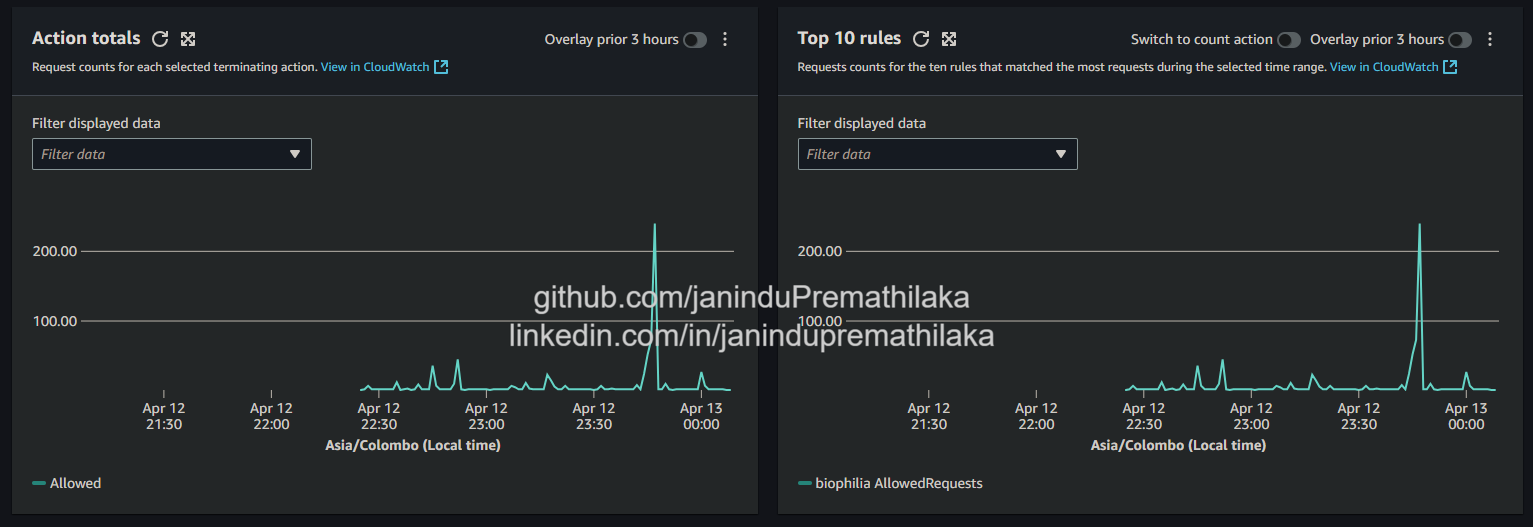 Action totals
Overlay prior 3 hours
Request counts for each selected terminating action. View in CloudWatch
Filter displayed data
Filter data
200.00
100.00
Apr 12 21:30
Apr 12 22:00
Apr 12 22:30
Apr 12 23:00
Apr 12 23:30
Apr 13 00:00
Asia/Colombo (Local time)
Allowed
Top 10 rules
Switch to count action
Overlay prior 3 hours
Requests counts for the ten rules that matched the most requests during the selected time range. View in CloudWatch
Filter displayed data
Filter data
200.00
100.00
Apr 12 21:30
Apr 12 22:00
Apr 12 22:30
Apr 12 23:00
Apr 12 23:30
Apr 13 00:00
Asia/Colombo (Local time)
biophilia AllowedRequests
github.com/janinduPremathilaka
linkedin.com/in/janindupremathilaka